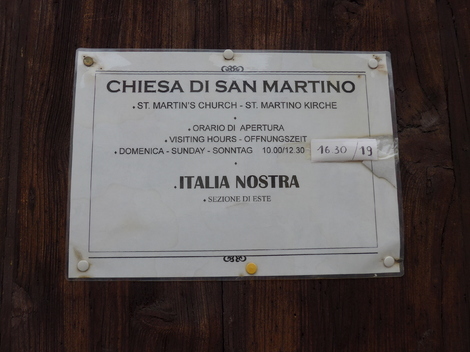 CHIESA DI SAN MARTINO
ST. MARTIN'S CHURCH - ST. MARTINO KIRCHE
ORARIO DI APERTURA
VISITING HOURS - OFFNUNGSZEIT
DOMENICA - SUNDAY - SONNTAG 10.00/12.30 16 30 / 19
ITALIA NOSTRA
SEZIONE DI ESTE